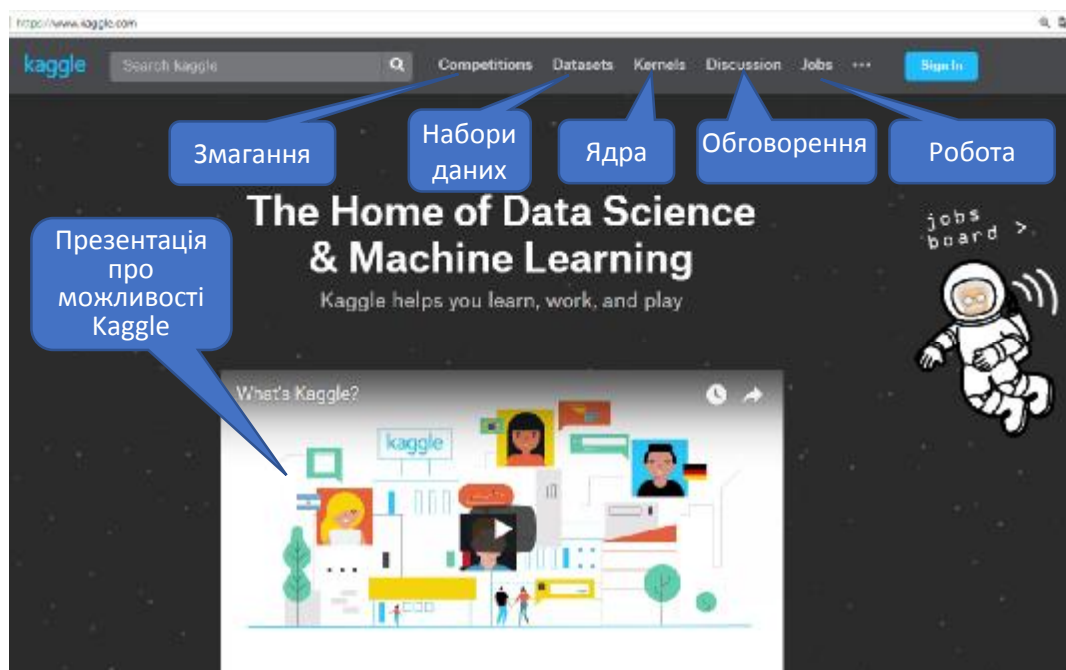 https://www.kaggle.com
kaggle Search kaggle Competitions Datasets Kernels Discussion Jobs ••• Sign In
Змагання
Набори
даних
Ядра
Обговорення
Робота
The Home of Data Science
& Machine Learning
Kaggle helps you learn, work, and play
jobs
board >
Презентація
про
можливості
Kaggle
What's Kaggle?
kaggle